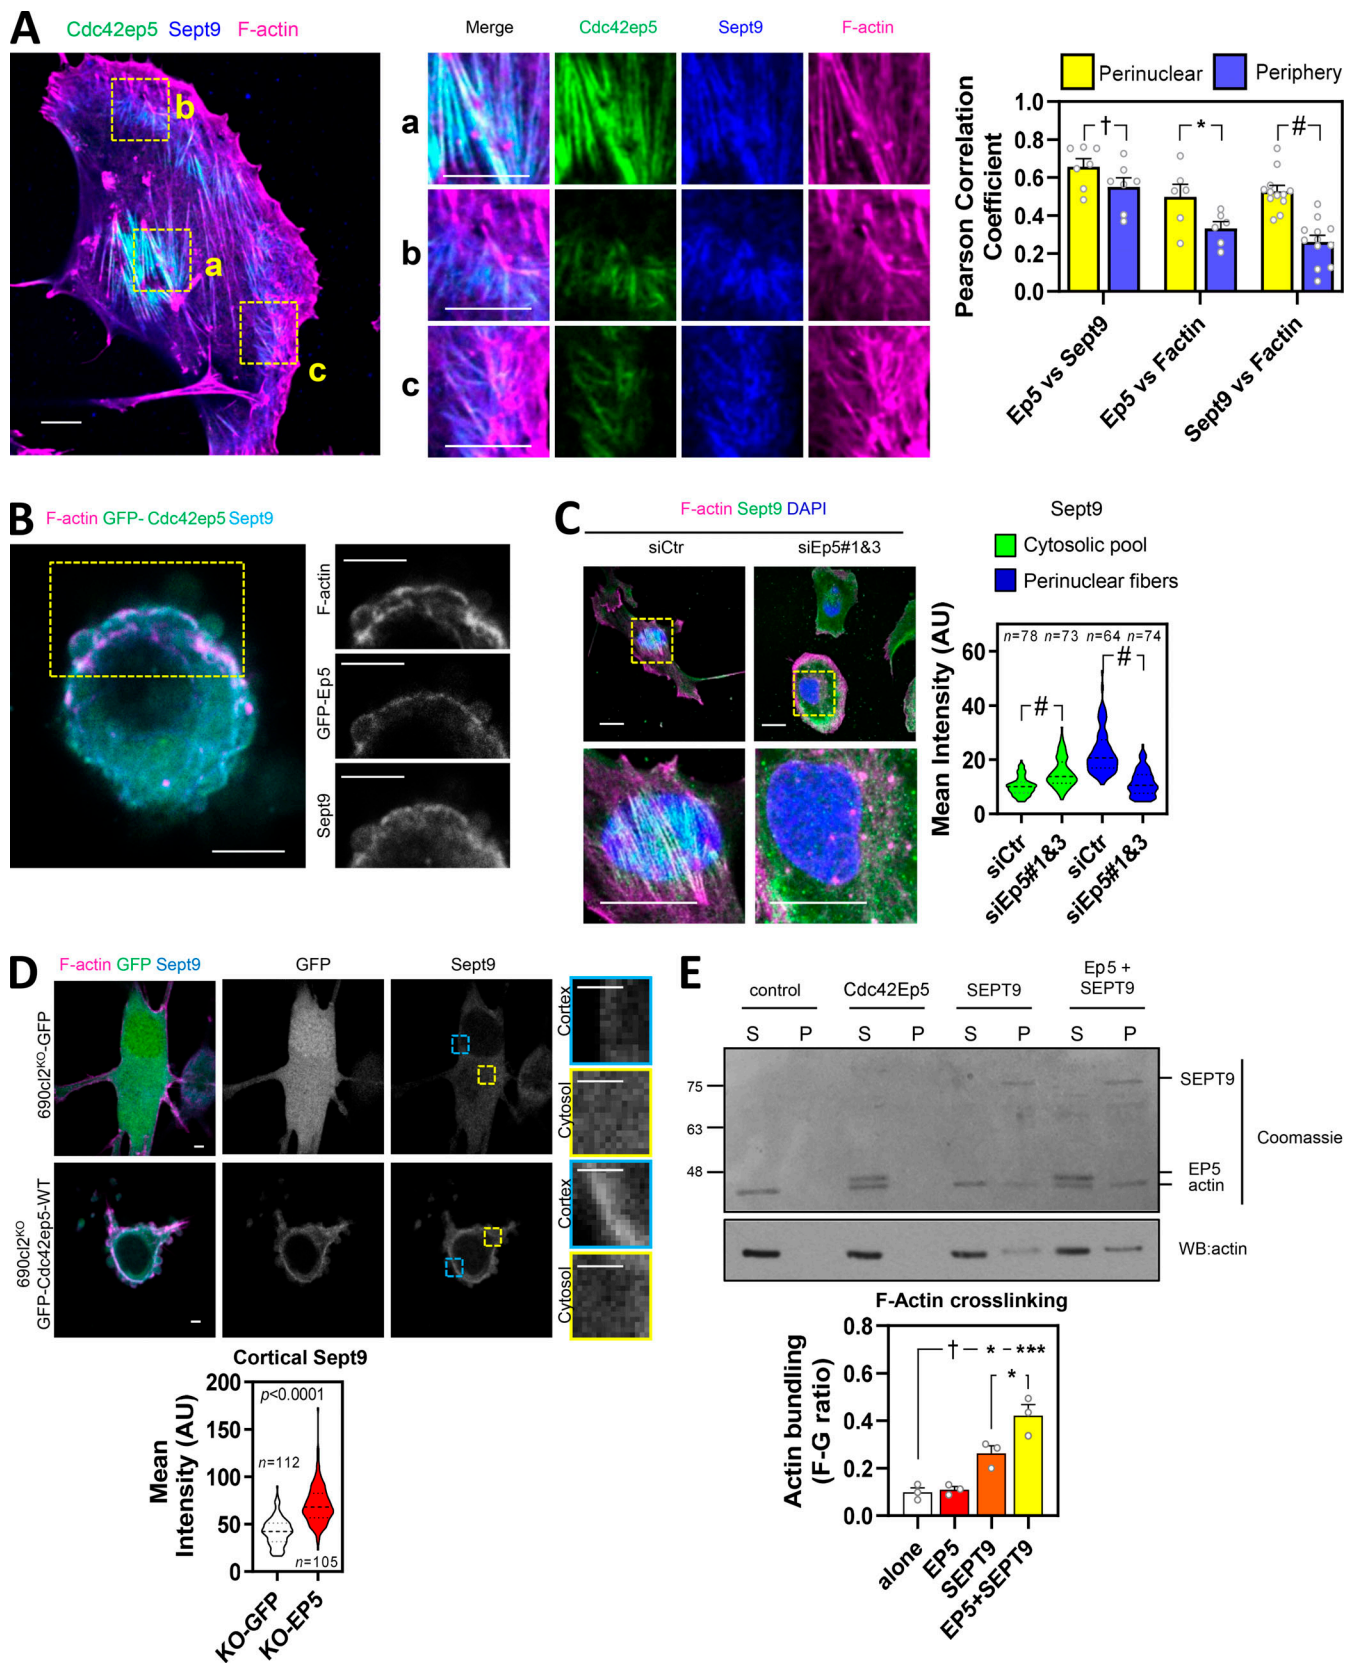 A
Cdc42ep5 Sept9 F-actin
b
a
c
Merge Cdc42ep5 Sept9 F-actin
a
b
c
Perinuclear Periphery
Pearson Correlation
Coefficient
1.0
0.8
0.6
0.4
0.2
0.0
† * #
Ep5 vs Sept9
Ep5 vs Factin
Sept9 vs Factin
B
F-actin GFP- Cdc42ep5 Sept9
F-actin
GFP-Ep5
Sept9
C
F-actin Sept9 DAPI
siCtr siEp5#1&3
Sept9
Cytosolic pool
Perinuclear fibers
Mean Intensity (AU)
60
40
20
0
n=78 n=73 n=64 n=74
# #
siCtr
siEp5#1&3
siCtr
siEp5#1&3
D
F-actin GFP Sept9
GFP
Sept9
690cl2KO-GFP
690cl2KO
GFP-Cdc42ep5-WT
Cortex
Cytosol
Cortex
Cytosol
Cortical Sept9
Mean
Intensity (AU)
200
150
100
50
0
p<0.0001
n=112
n=105
KO-GFP
KO-EP5
E
control Cdc42Ep5 SEPT9 Ep5 +
SEPT9
S P S P S P S P
75
63
48
SEPT9
EP5
actin
Coomassie
WB:actin
F-Actin crosslinking
Actin bundling
(F-G ratio)
0.8
0.6
0.4
0.2
0.0
† * ***
*
alone
EP5
SEPT9
EP5+SEPT9